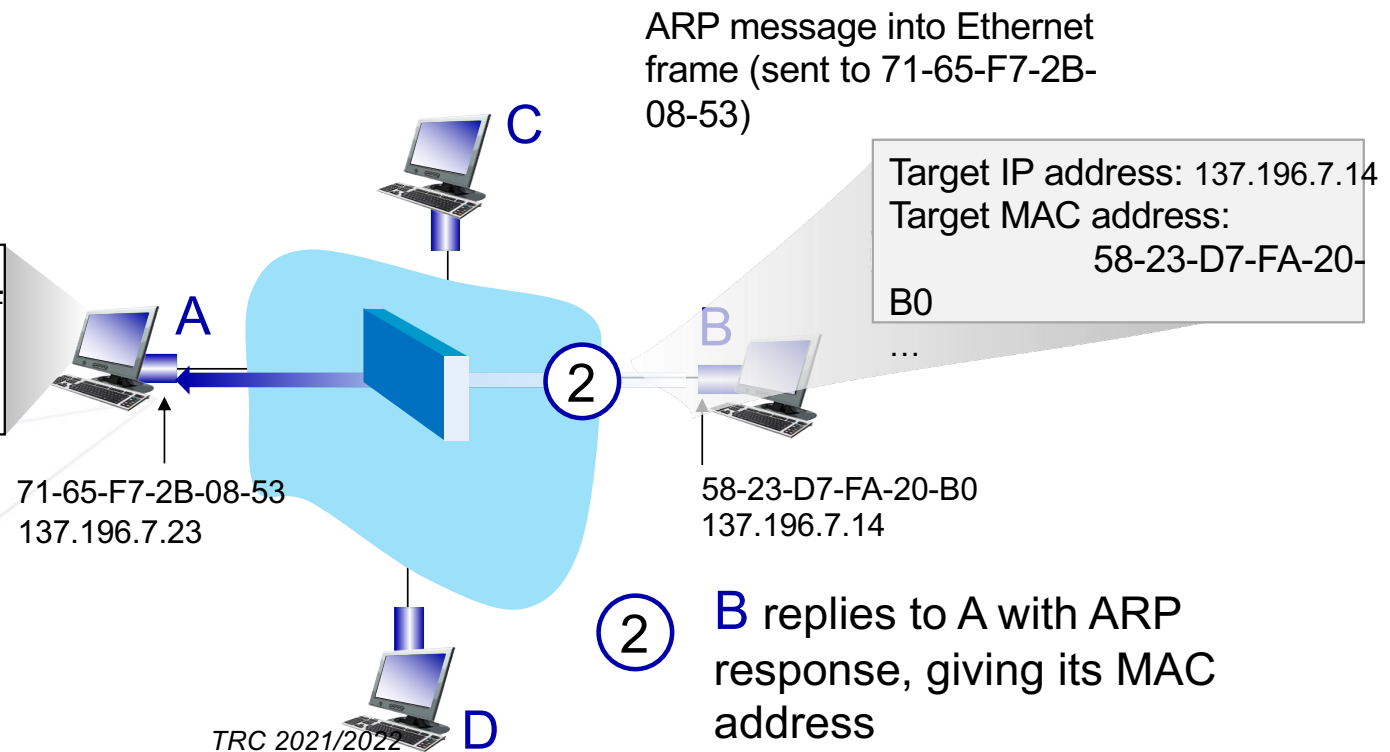 ARP message into Ethernet
frame (sent to 71-65-F7-2B-
08-53)
C
Target IP address: 137.196.7.14
Target MAC address:
58-23-D7-FA-20-
B0
…
A
B
2
71-65-F7-2B-08-53
137.196.7.23
58-23-D7-FA-20-B0
137.196.7.14
2
B replies to A with ARP
response, giving its MAC
address
D
TRC 2021/2022